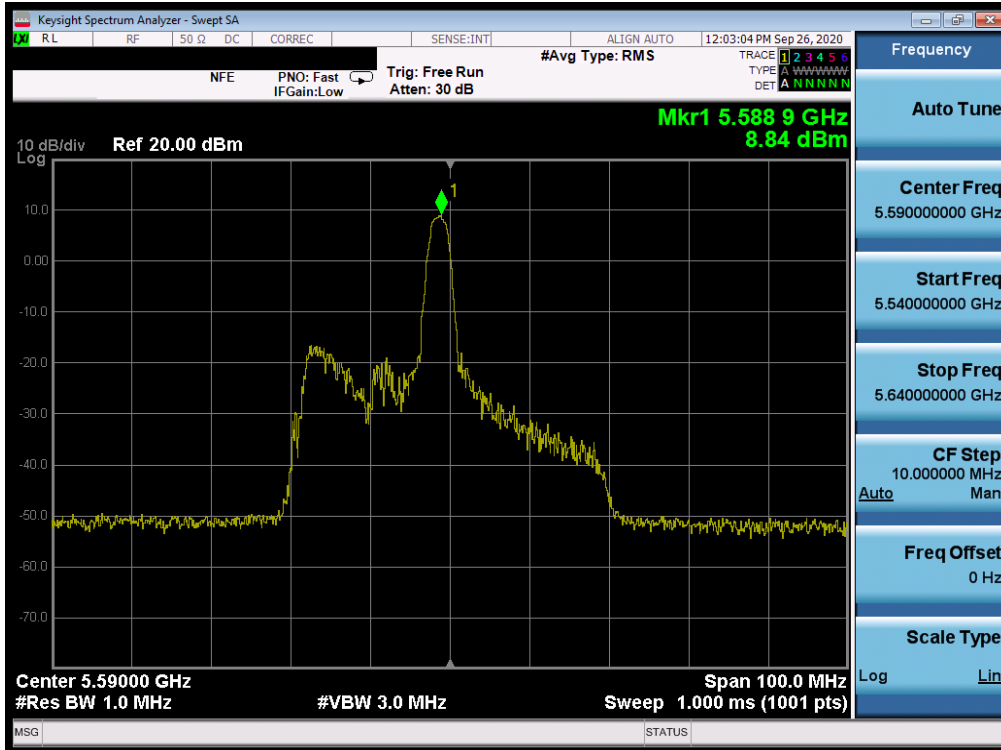 Keysight Spectrum Analyzer - Swept SA
LXI RL RF 50 Ω DC CORREC SENSE:INT ALIGN AUTO 12:03:04 PM Sep 26, 2020
#Avg Type: RMS TRACE 1 2 3 4 5 6
NFE PNO: Fast Trig: Free Run TYPE A WWWWW
IFGain:Low Atten: 30 dB DET A N N N N N
Mkr1 5.588 9 GHz
8.84 dBm
10 dB/div Ref 20.00 dBm
Log
1
10.0
0.00
-10.0
-20.0
-30.0
-40.0
-50.0
-60.0
-70.0
Center 5.59000 GHz Span 100.0 MHz
#Res BW 1.0 MHz #VBW 3.0 MHz Sweep 1.000 ms (1001 pts)
MSG STATUS
Frequency
Auto Tune
Center Freq
5.590000000 GHz
Start Freq
5.540000000 GHz
Stop Freq
5.640000000 GHz
CF Step
10.000000 MHz
Auto Man
Freq Offset
0 Hz
Scale Type
Log Lin